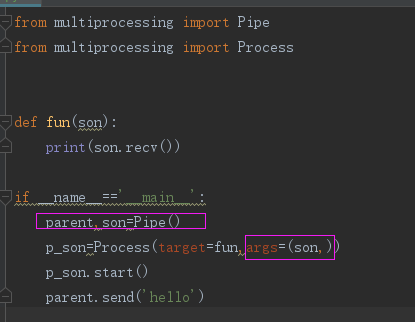 from multiprocessing import Pipe
from multiprocessing import Process
def fun(son):
    print(son.recv())
if __name__=='__main__':
    parent,son=Pipe()
    p_son=Process(target=fun,args=(son,))
    p_son.start()
    parent.send('hello')